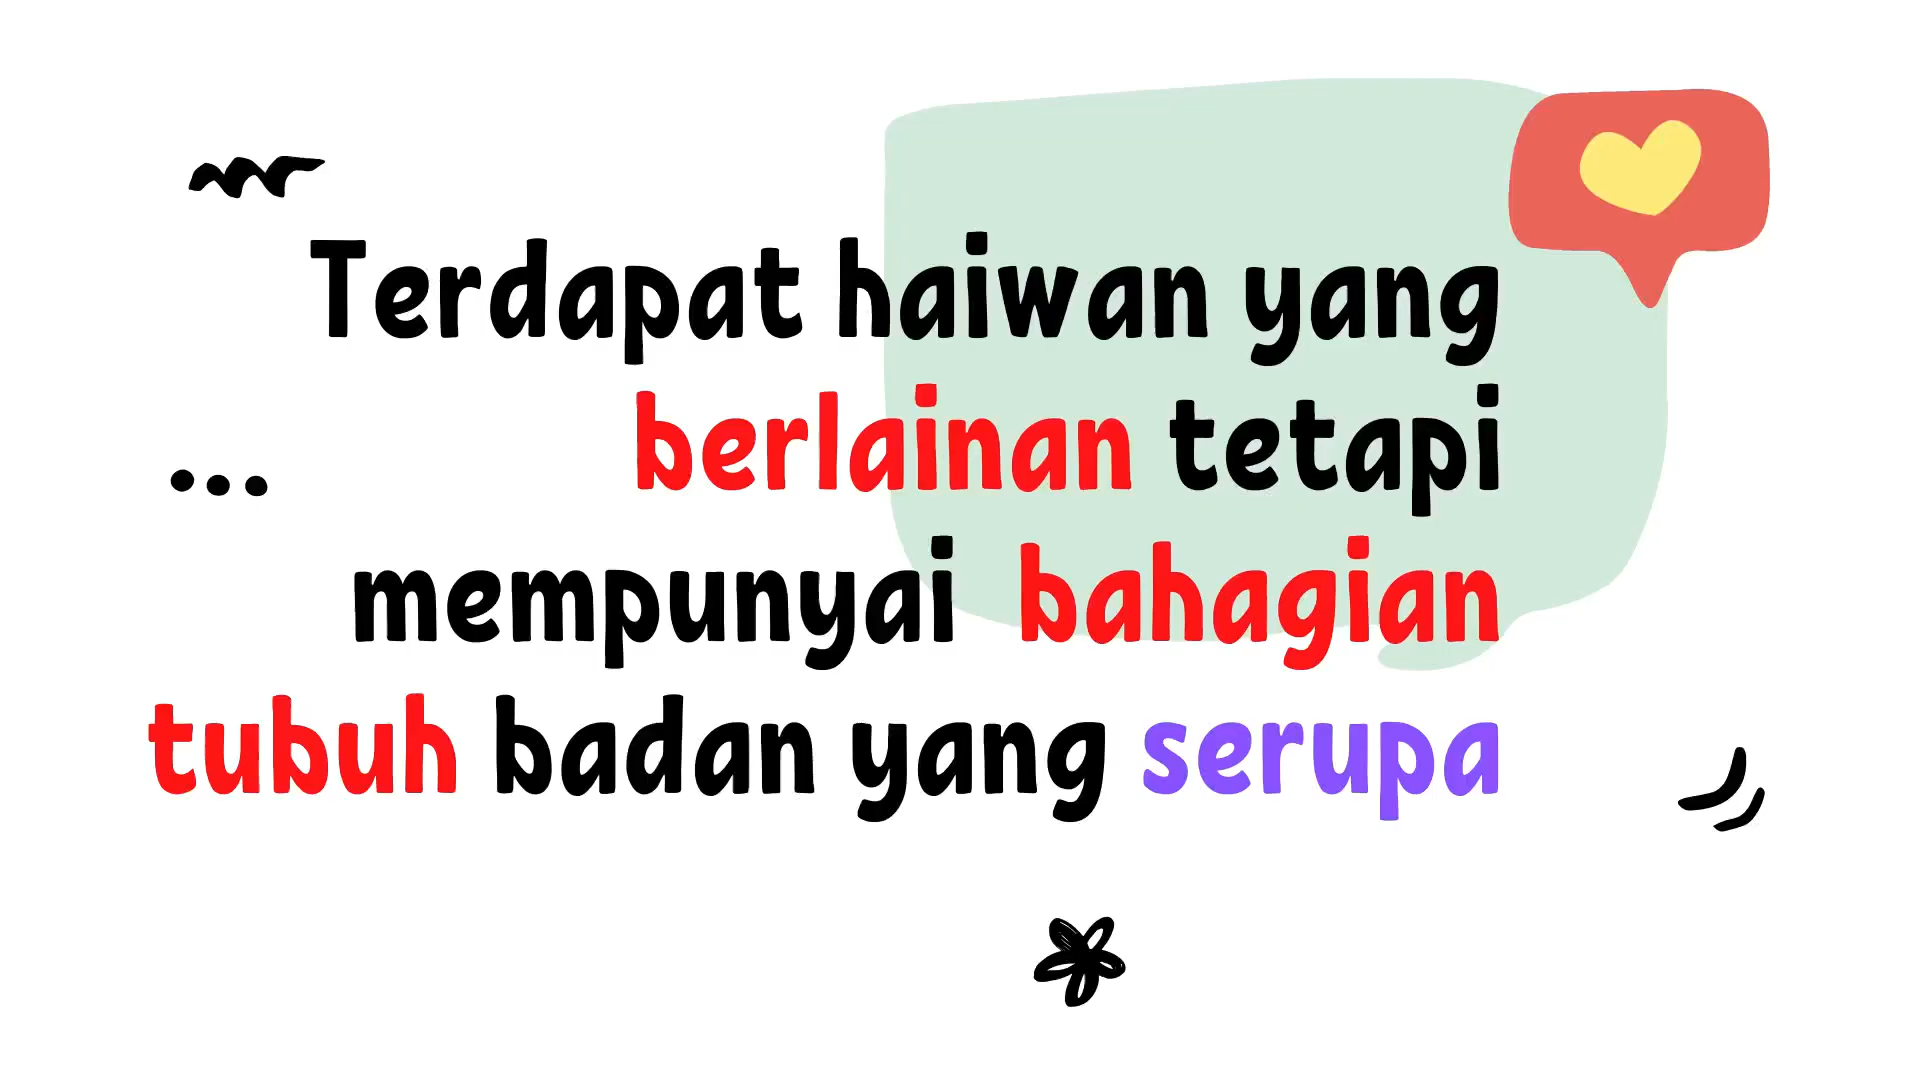 Terdapat haiwan yang
berlainan tetapi
mempunyai bahagian
tubuh badan yang serupa